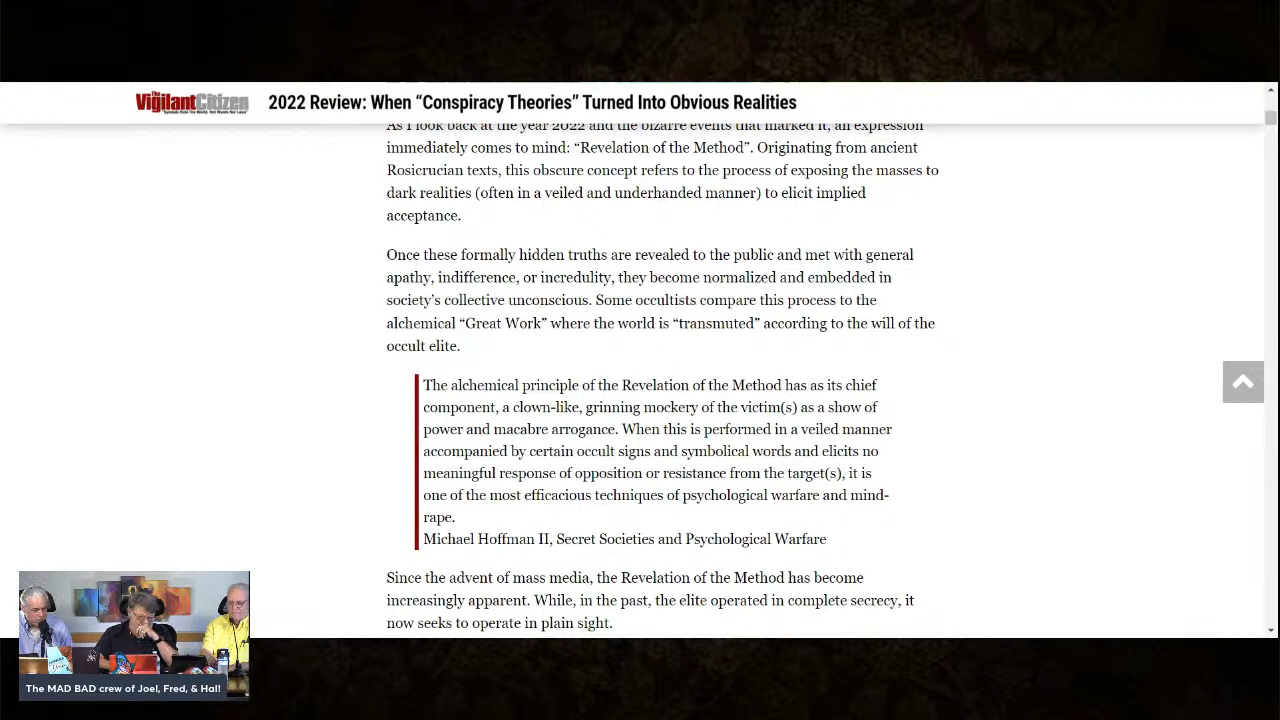 The
VigilantCitizen
2022 Review: When “Conspiracy Theories” Turned Into Obvious Realities
As I look back at the year 2022 and the bizarre events that marked it, an expression
immediately comes to mind: “Revelation of the Method”. Originating from ancient
Rosicrucian texts, this obscure concept refers to the process of exposing the masses to
dark realities (often in a veiled and underhanded manner) to elicit implied
acceptance.
Once these formally hidden truths are revealed to the public and met with general
apathy, indifference, or incredulity, they become normalized and embedded in
society’s collective unconscious. Some occultists compare this process to the
alchemical “Great Work” where the world is “transmuted” according to the will of the
occult elite.
The alchemical principle of the Revelation of the Method has as its chief
component, a clown-like, grinning mockery of the victim(s) as a show of
power and macabre arrogance. When this is performed in a veiled manner
accompanied by certain occult signs and symbolical words and elicits no
meaningful response of opposition or resistance from the target(s), it is
one of the most efficacious techniques of psychological warfare and mind-
rape.
Michael Hoffman II, Secret Societies and Psychological Warfare
Since the advent of mass media, the Revelation of the Method has become
increasingly apparent. While, in the past, the elite operated in complete secrecy, it
now seeks to operate in plain sight.
The MAD BAD crew of Joel, Fred, & Hal!